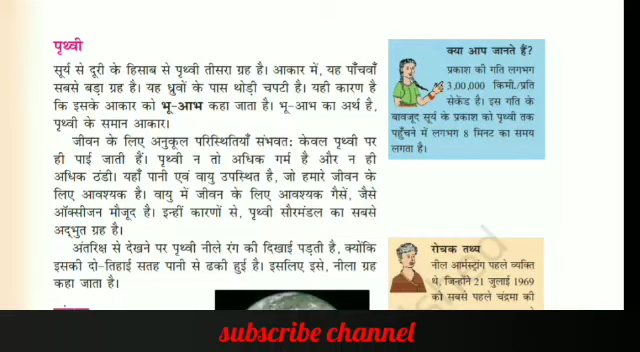 पृथ्वी
सूर्य से दूरी के हिसाब से पृथ्वी तीसरा ग्रह है। आकार में, यह पाँचवाँ
सबसे बड़ा ग्रह है। यह ध्रुवों के पास थोड़ी चपटी है। यही कारण है
कि इसके आकार को भू-आभ कहा जाता है। भू-आभ का अर्थ है,
पृथ्वी के समान आकार।
जीवन के लिए अनुकूल परिस्थितियाँ संभवत: केवल पृथ्वी पर
ही पाई जाती हैं। पृथ्वी न तो अधिक गर्म है और न ही
अधिक ठंडी। यहाँ पानी एवं वायु उपस्थित है, जो हमारे जीवन के
लिए आवश्यक है। वायु में जीवन के लिए आवश्यक गैसें, जैसे
ऑक्सीजन मौजूद है। इन्हीं कारणों से, पृथ्वी सौरमंडल का सबसे
अद्भुत ग्रह है।
अंतरिक्ष से देखने पर पृथ्वी नीले रंग की दिखाई पड़ती है, क्योंकि
इसकी दो-तिहाई सतह पानी से ढकी हुई है। इसलिए इसे, नीला ग्रह
कहा जाता है।
क्या आप जानते हैं?
प्रकाश की गति लगभग
3,00,000 किमी./प्रति
सेकेंड है। इस गति के
बावजूद सूर्य के प्रकाश को पृथ्वी तक
पहुँचने में लगभग 8 मिनट का समय
लगता है।
रोचक तथ्य
नील आर्मस्ट्रांग पहले व्यक्ति
थे, जिन्होंने 21 जुलाई 1969
को सबसे पहले चंद्रमा की
subscribe channel